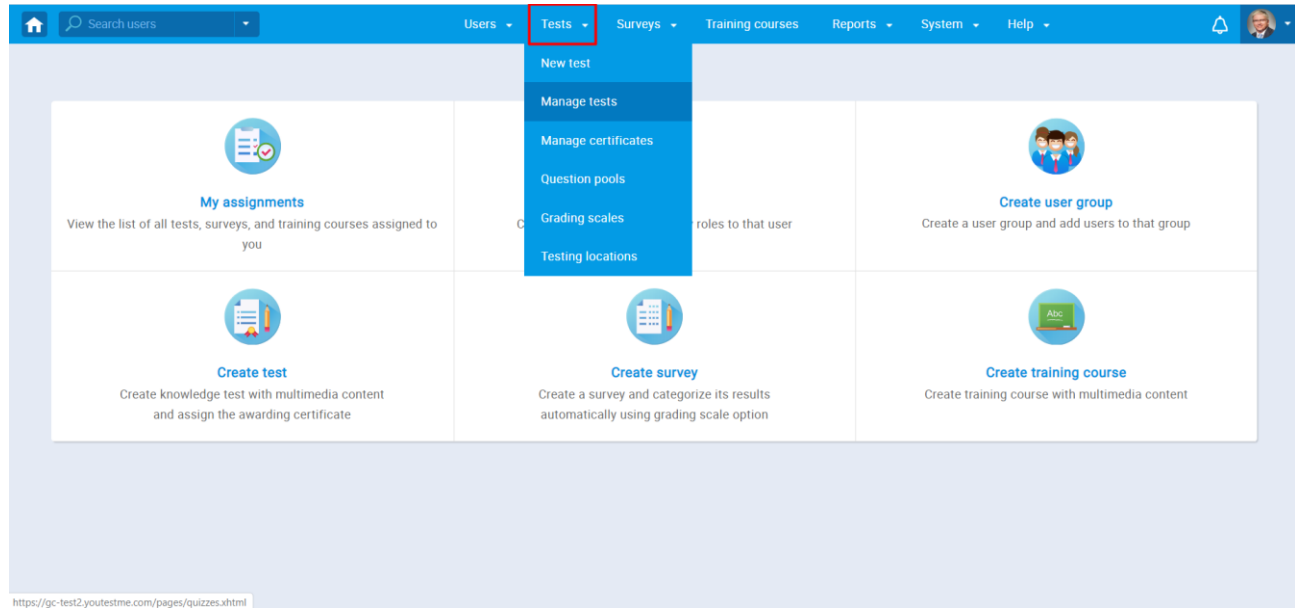 Search users
Users
Tests
Surveys
Training courses
Reports
System
Help
New test
Manage tests
Manage certificates
Question pools
Grading scales
Testing locations
My assignments
View the list of all tests, surveys, and training courses assigned to
you
C
roles to that user
Create user group
Create a user group and add users to that group
Create test
Create knowledge test with multimedia content
and assign the awarding certificate
Create survey
Create a survey and categorize its results
automatically using grading scale option
Abc
Create training course
Create training course with multimedia content
https://gc-test2.youtestme.com/pages/quizzes.xhtml